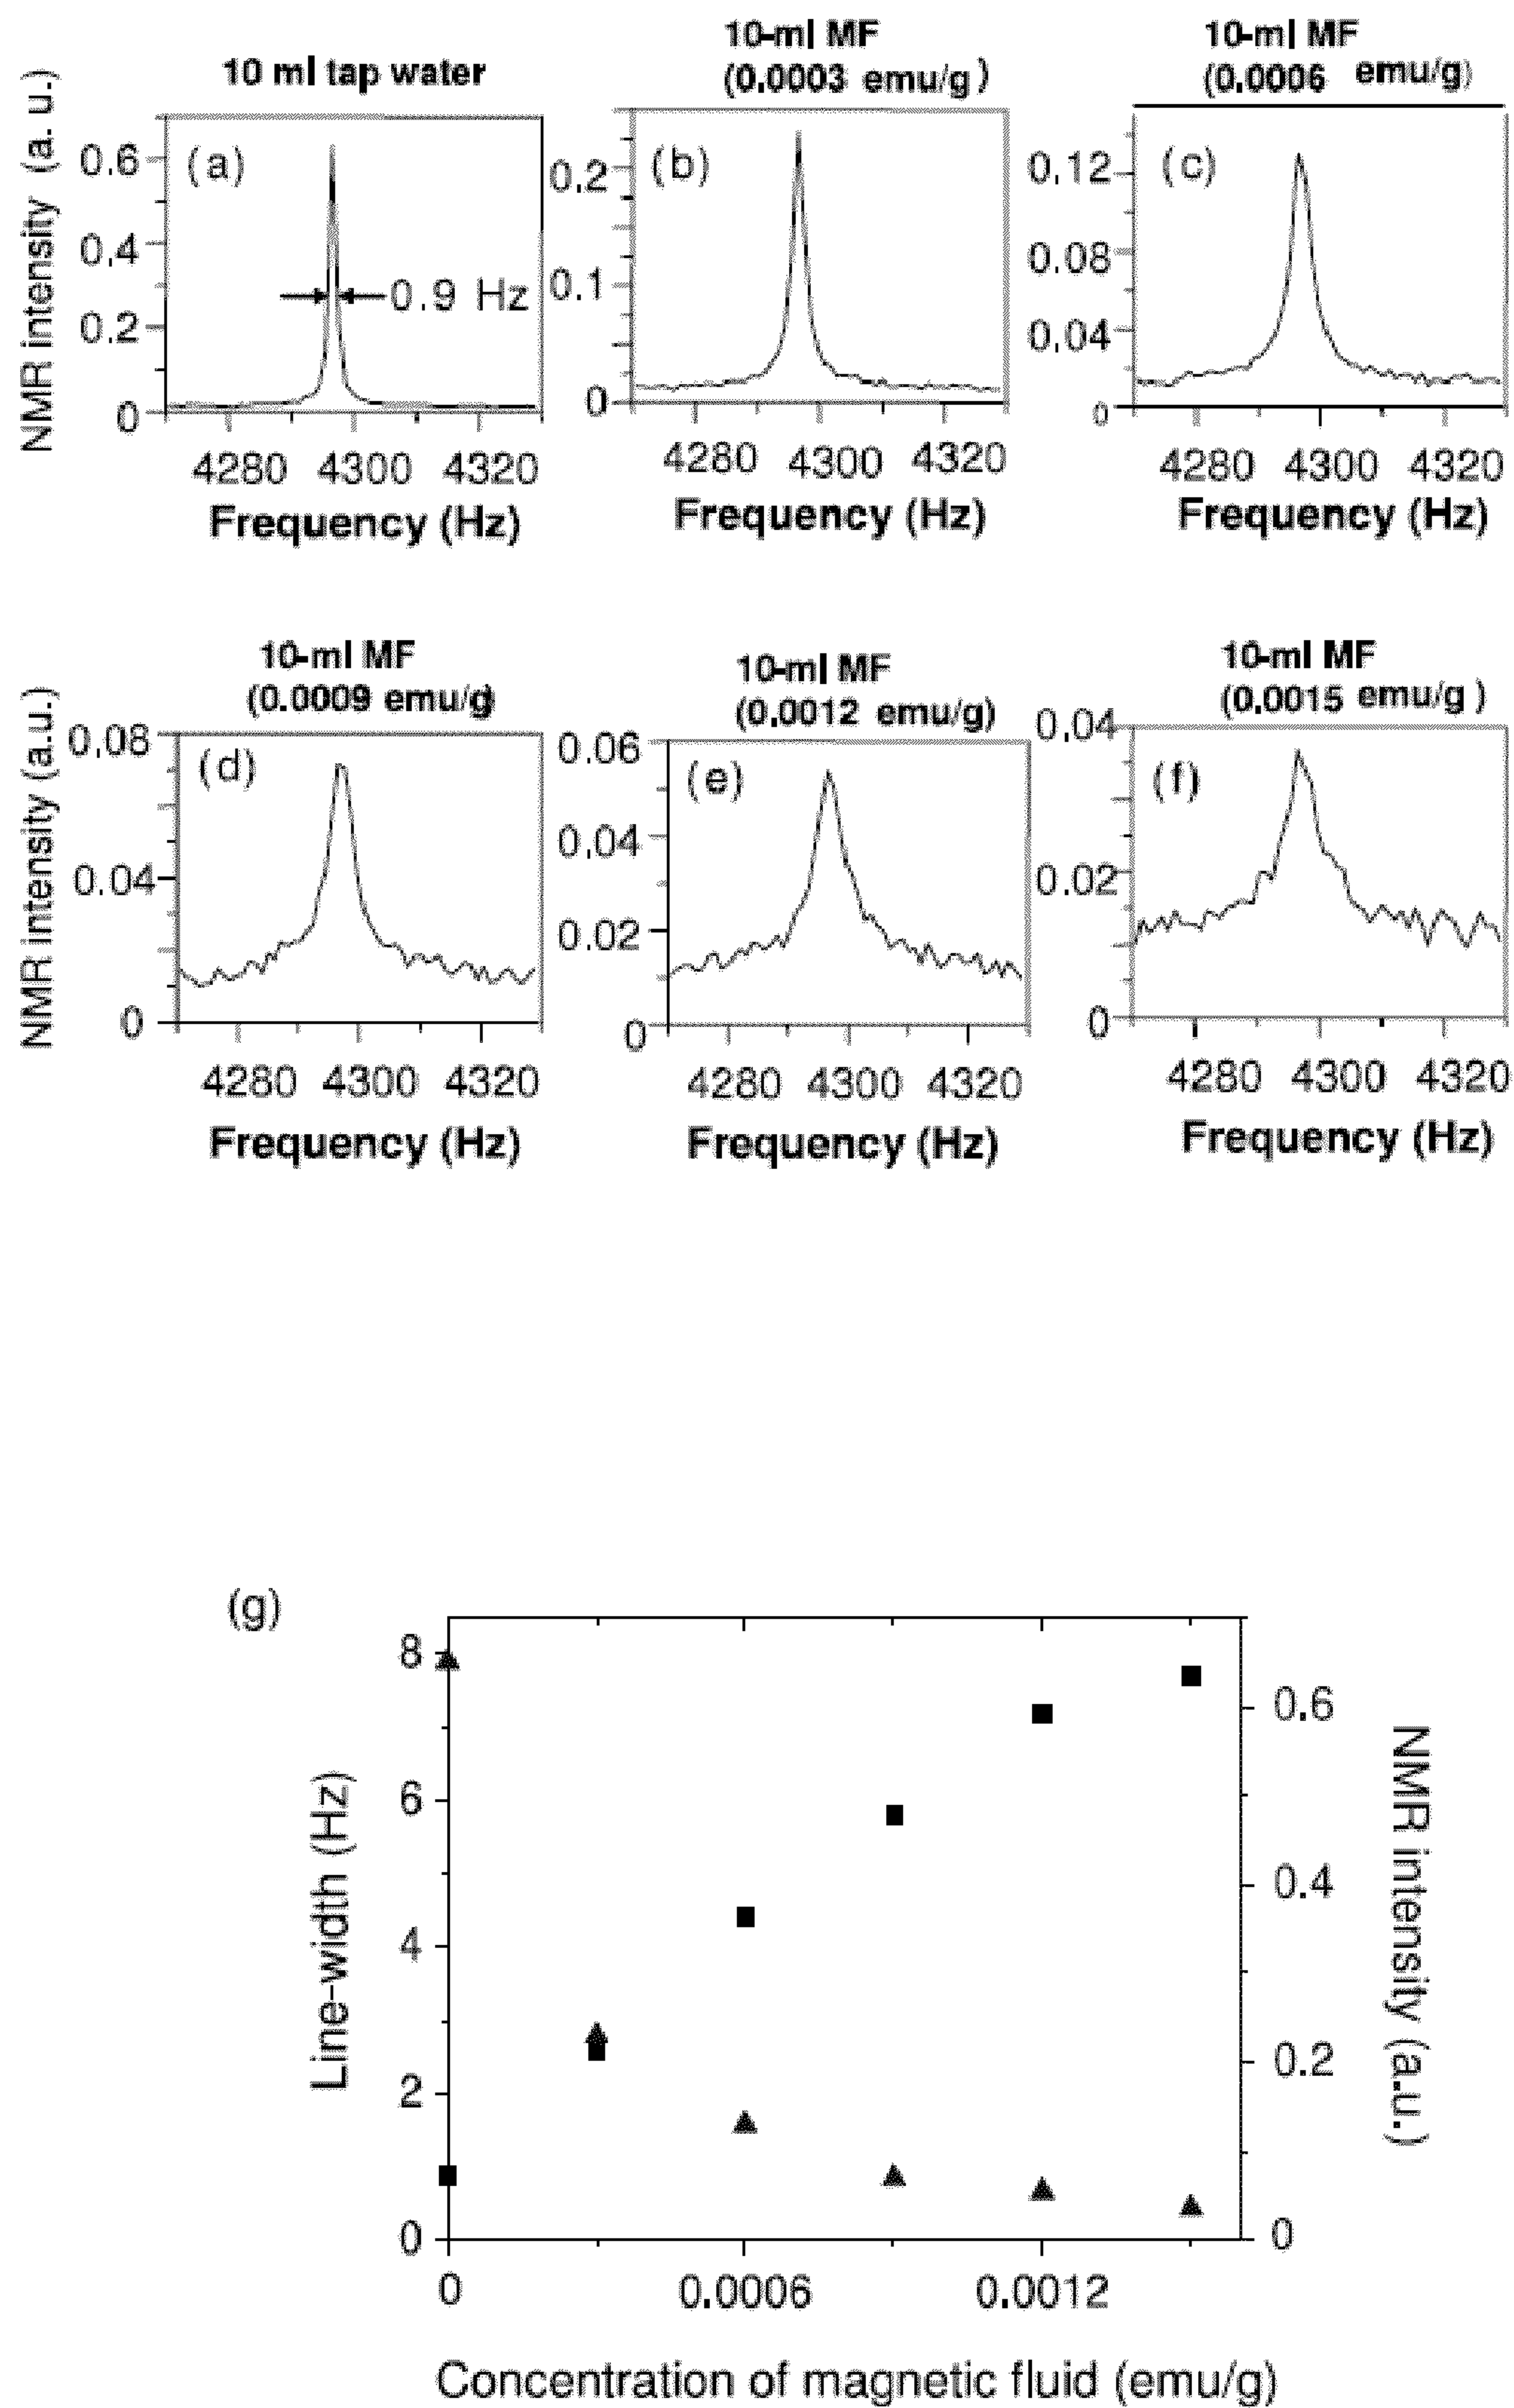 10 ml tap water
10-ml MF
(0.0003 emu/g)
10-ml MF
(0.0006 emu/g)
NMR intensity (a. u.)
(a)
0.6
0.4
0.2
0
0.9 Hz
4280 4300 4320
Frequency (Hz)
(b)
0.2
0.1
0
4280 4300 4320
Frequency (Hz)
(c)
0.12
0.08
0.04
0
4280 4300 4320
Frequency (Hz)
10-ml MF
(0.0009 emu/g)
10-ml MF
(0.0012 emu/g)
10-ml MF
(0.0015 emu/g)
NMR intensity (a.u.)
(d)
0.08
0.04
0
4280 4300 4320
Frequency (Hz)
(e)
0.06
0.04
0.02
0
4280 4300 4320
Frequency (Hz)
(f)
0.04
0.02
0
4280 4300 4320
Frequency (Hz)
(g)
Line-width (Hz)
8
6
4
2
0
0.6
0.4
0.2
0
NMR intensity (a.u.)
0 0.0006 0.0012
Concentration of magnetic fluid (emu/g)